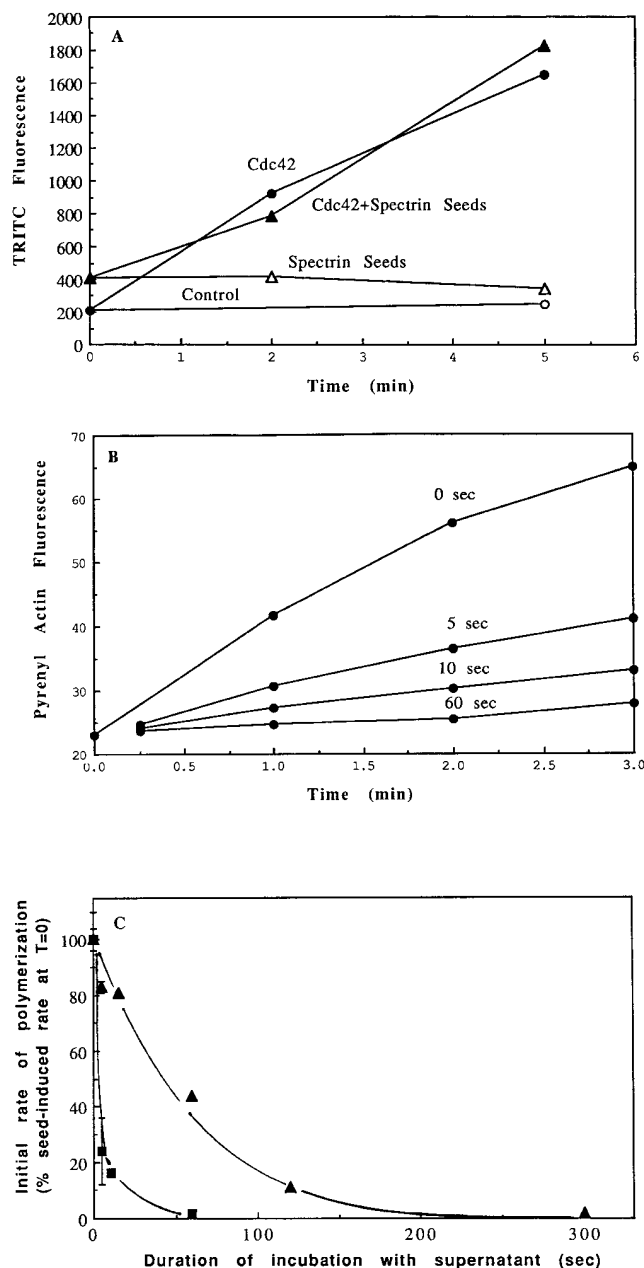 A
TRITC Fluorescence
2000
1800
1600
1400
1200
1000
800
600
400
200
0
Cdc42
Cdc42+Spectrin Seeds
Spectrin Seeds
Control
0 1 2 3 4 5 6
Time (min)
B
Pyrenyl Actin Fluorescence
70
60
50
40
30
20
0 sec
5 sec
10 sec
60 sec
0.0 0.5 1.0 1.5 2.0 2.5 3.0
Time (min)
C
Initial rate of polymerization
(% seed-induced rate at T=0)
100
80
60
40
20
0
0 100 200 300
Duration of incubation with supernatant (sec)